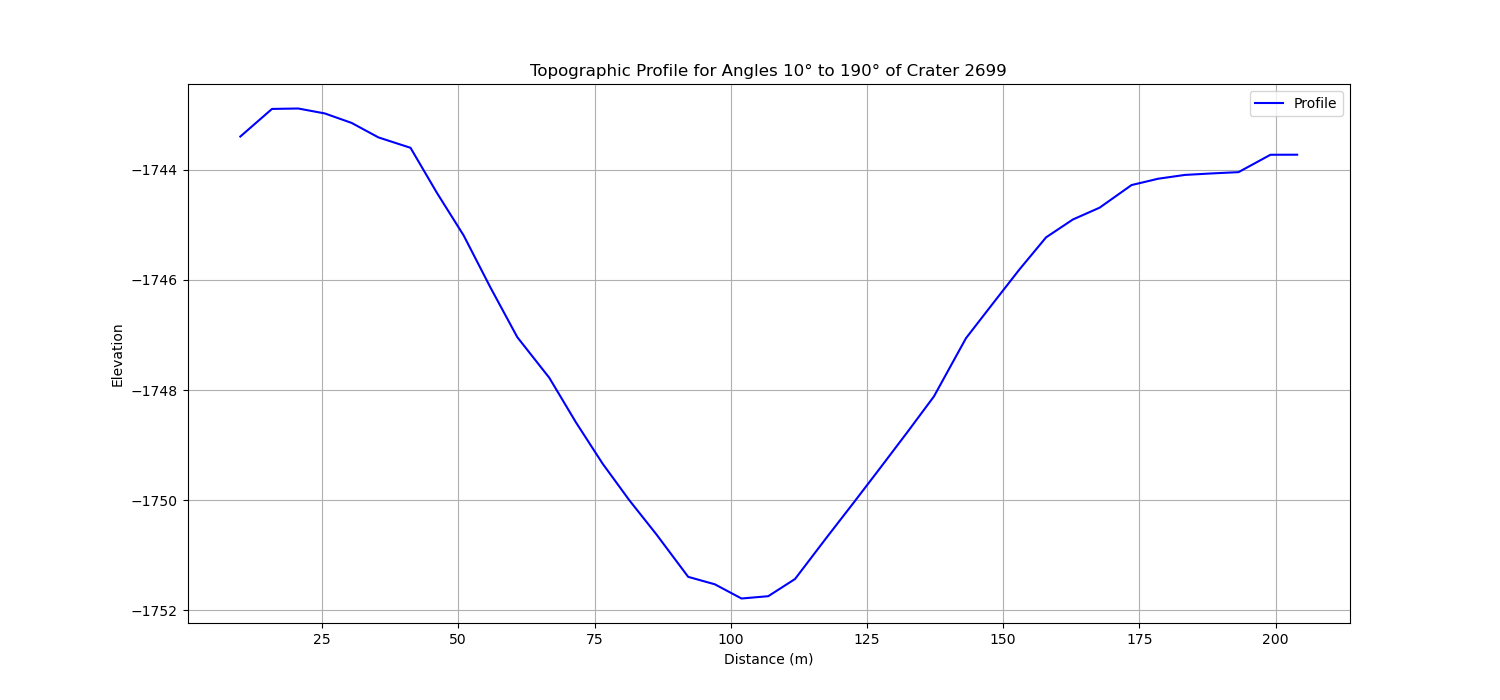 Topographic Profile for Angles 10° to 190° of Crater 2699
Profile
−1744
−1746
−1748
−1750
−1752
Elevation
25 50 75 100 125 150 175 200
Distance (m)